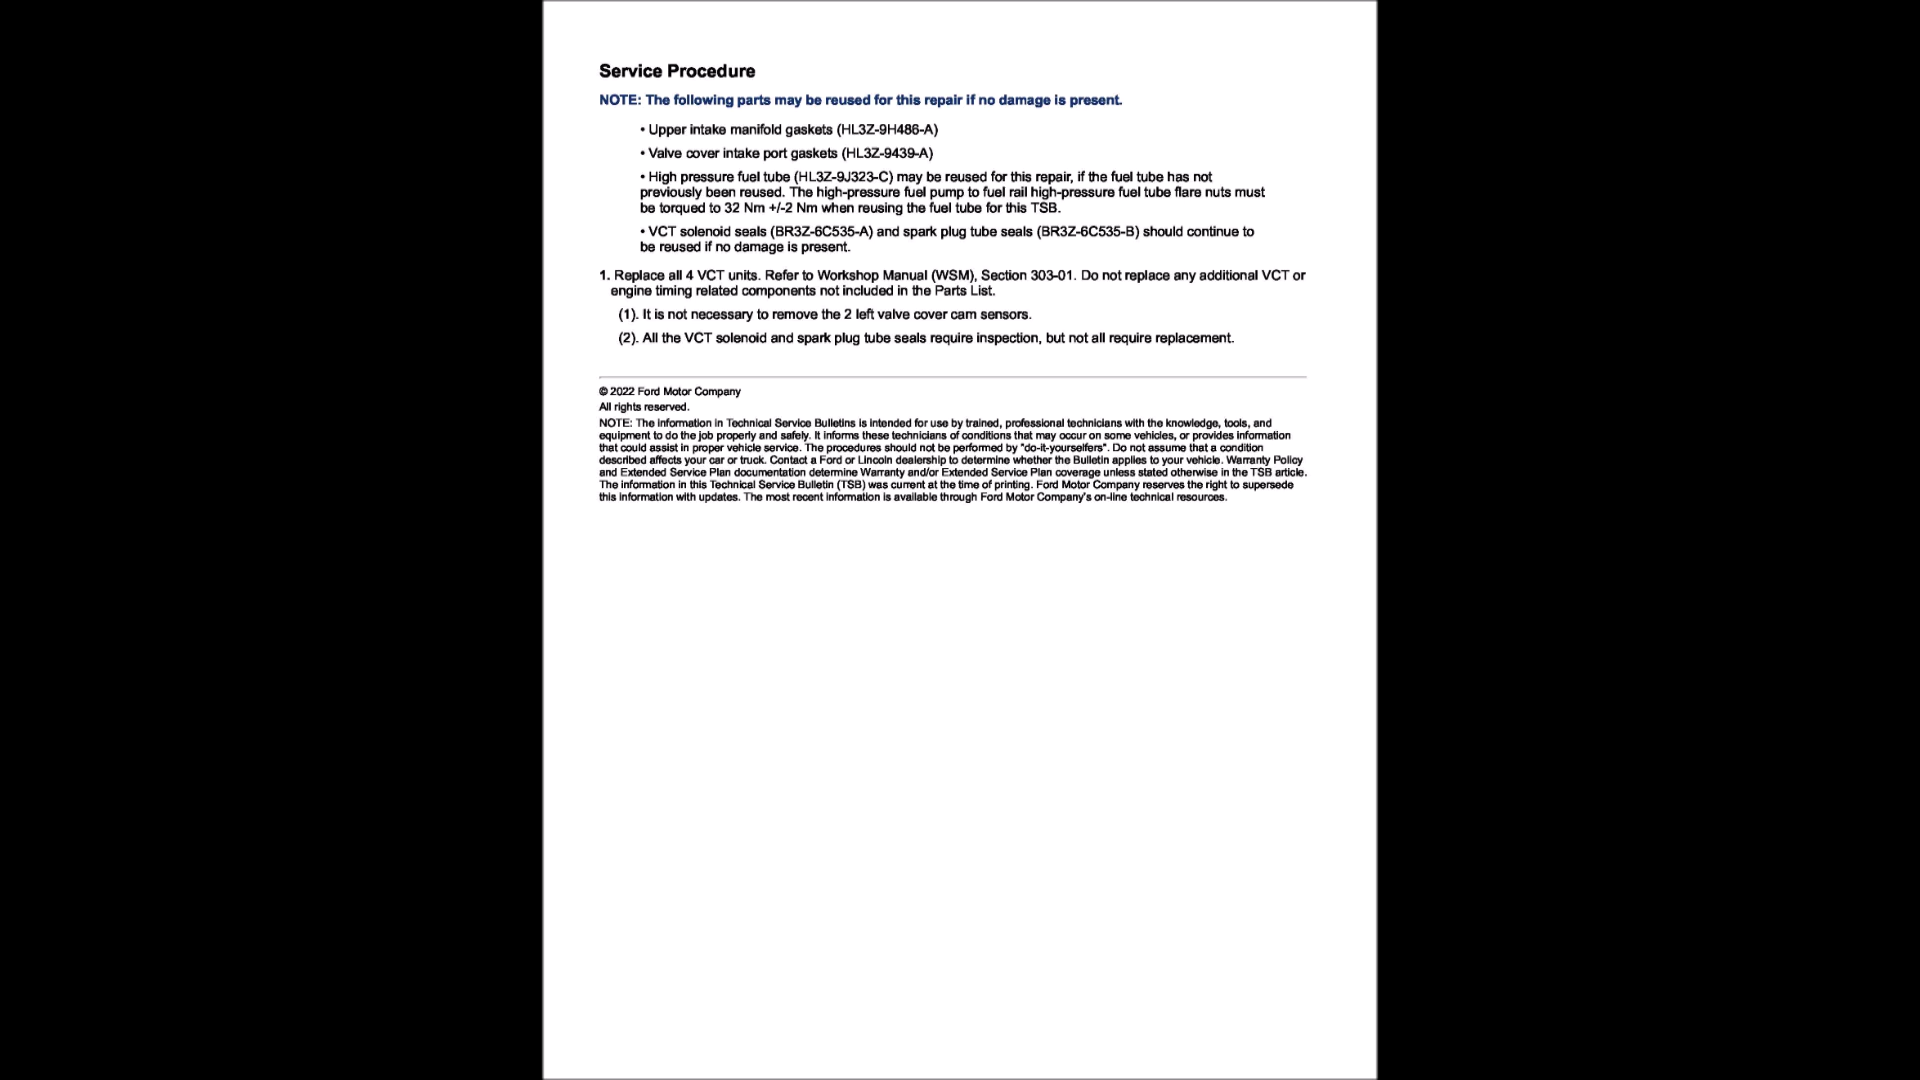 Service Procedure
NOTE: The following parts may be reused for this repair if no damage is present.
• Upper intake manifold gaskets (HL3Z-9H486-A)
• Valve cover intake port gaskets (HL3Z-9439-A)
• High pressure fuel tube (HL3Z-9J323-C) may be reused for this repair, if the fuel tube has not
previously been reused. The high-pressure fuel pump to fuel rail high-pressure fuel tube flare nuts must
be torqued to 32 Nm +/-2 Nm when reusing the fuel tube for this TSB.
• VCT solenoid seals (BR3Z-6C535-A) and spark plug tube seals (BR3Z-6C535-B) should continue to
be reused if no damage is present.
1. Replace all 4 VCT units. Refer to Workshop Manual (WSM), Section 303-01. Do not replace any additional VCT or
engine timing related components not included in the Parts List.
(1). It is not necessary to remove the 2 left valve cover cam sensors.
(2). All the VCT solenoid and spark plug tube seals require inspection, but not all require replacement.
© 2022 Ford Motor Company
All rights reserved.
NOTE: The information in Technical Service Bulletins is intended for use by trained, professional technicians with the knowledge, tools, and
equipment to do the job properly and safely. It informs these technicians of conditions that may occur on some vehicles, or provides information
that could assist in proper vehicle service. The procedures should not be performed by "do-it-yourselfers". Do not assume that a condition
described affects your car or truck. Contact a Ford or Lincoln dealership to determine whether the Bulletin applies to your vehicle. Warranty Policy
and Extended Service Plan documentation determine Warranty and/or Extended Service Plan coverage unless stated otherwise in the TSB article.
The information in this Technical Service Bulletin (TSB) was current at the time of printing. Ford Motor Company reserves the right to supersede
this information with updates. The most recent information is available through Ford Motor Company's on-line technical resources.